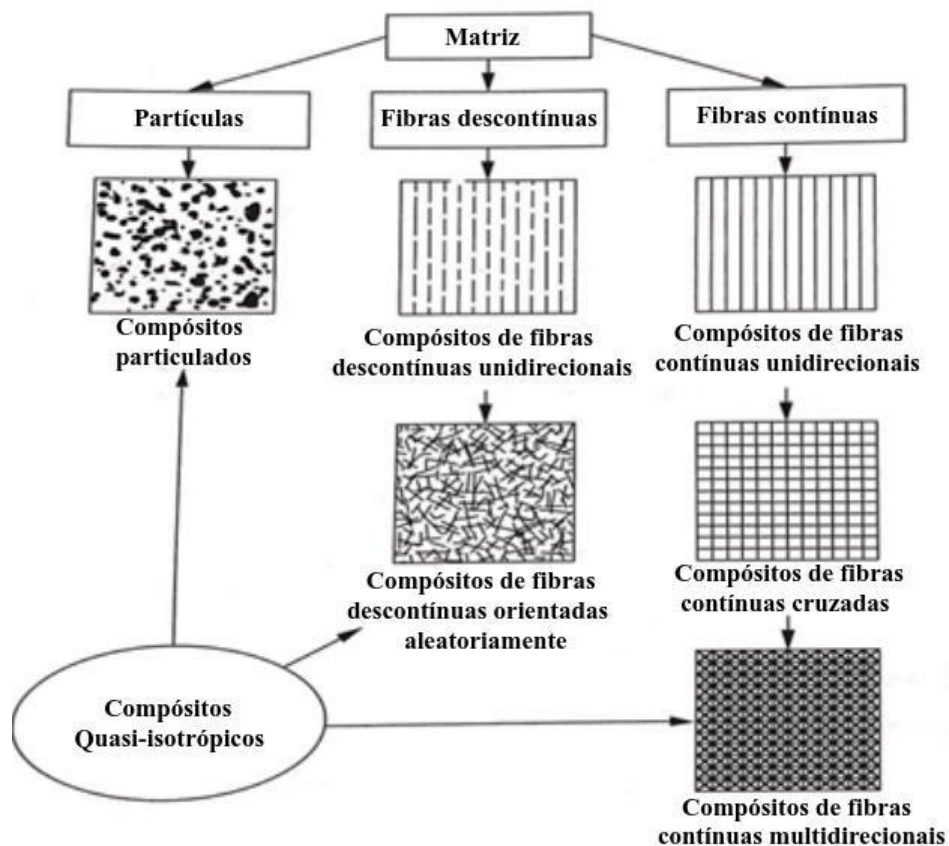 Matriz
Partículas
Fibras descontínuas
Fibras contínuas
Compósitos
particulados
Compósitos de fibras
descontínuas unidirecionais
Compósitos de fibras
contínuas unidirecionais
Compósitos de fibras
descontínuas orientadas
aleatoriamente
Compósitos de fibras
contínuas cruzadas
Compósitos
Quasi-isotrópicos
Compósitos de fibras
contínuas multidirecionais